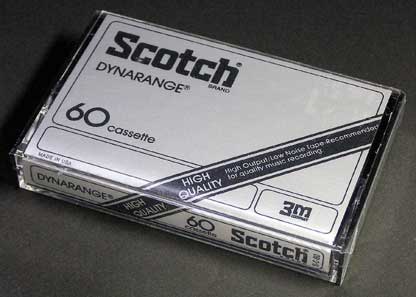 Scotch®
BRAND
DYNARANGE®
60 cassette
MADE IN USA
HIGH
QUALITY
High Output/Low Noise Tape-Recommended
for quality music recording.
3M
COMPANY
DYNARANGE®
HIGH
QUALITY
60
Scotch®